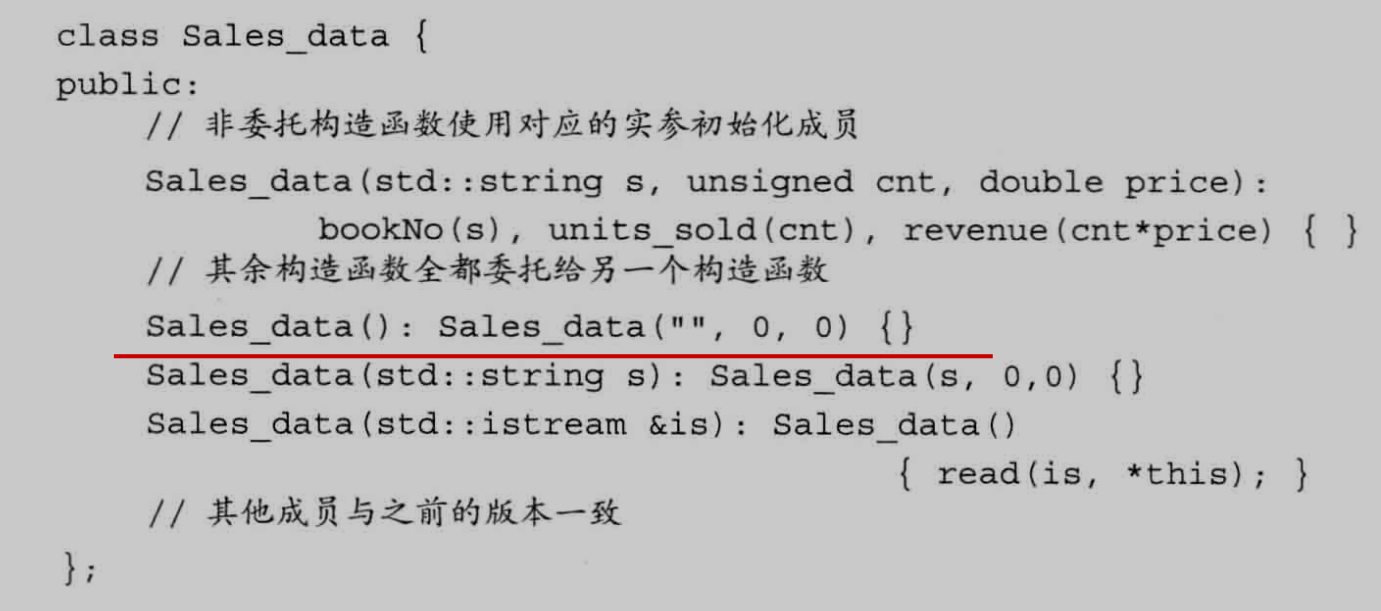 class Sales_data {
public:
// 非委托构造函数使用对应的实参初始化成员
Sales_data(std::string s, unsigned cnt, double price):
bookNo(s), units_sold(cnt), revenue(cnt*price) { }
// 其余构造函数全都委托给另一个构造函数
Sales_data(): Sales_data("", 0, 0) {}
Sales_data(std::string s): Sales_data(s, 0,0) {}
Sales_data(std::istream &is): Sales_data()
{ read(is, *this); }
// 其他成员与之前的版本一致
};